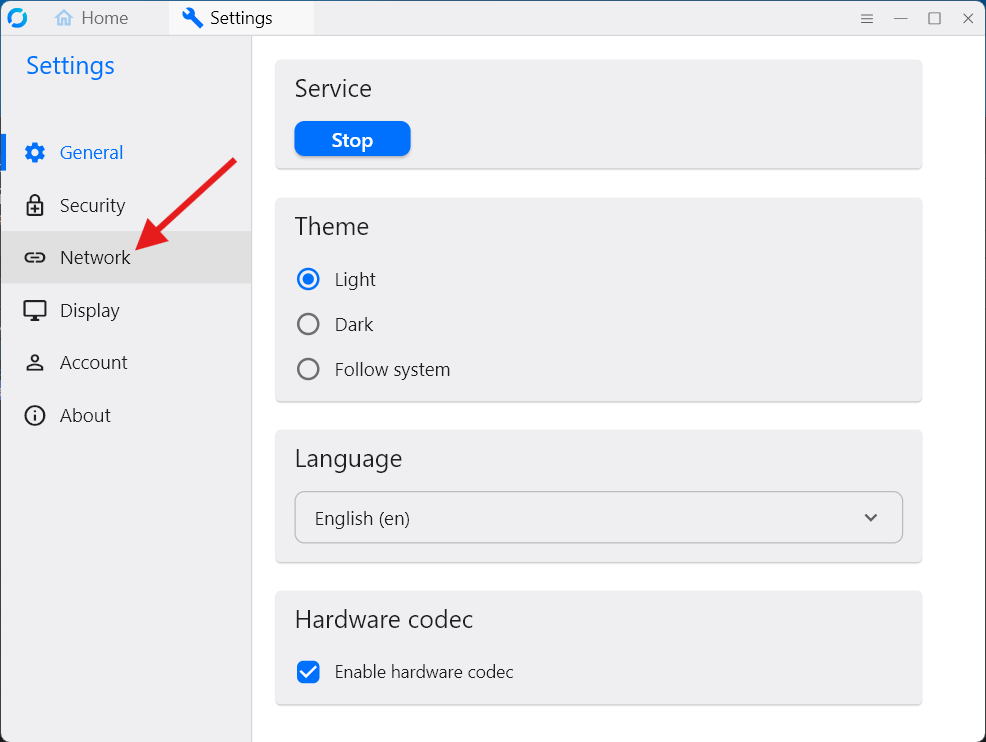 Home
Settings
Settings
General
Security
Network
Display
Account
About
Service
Stop
Theme
Light
Dark
Follow system
Language
English (en)
Hardware codec
Enable hardware codec